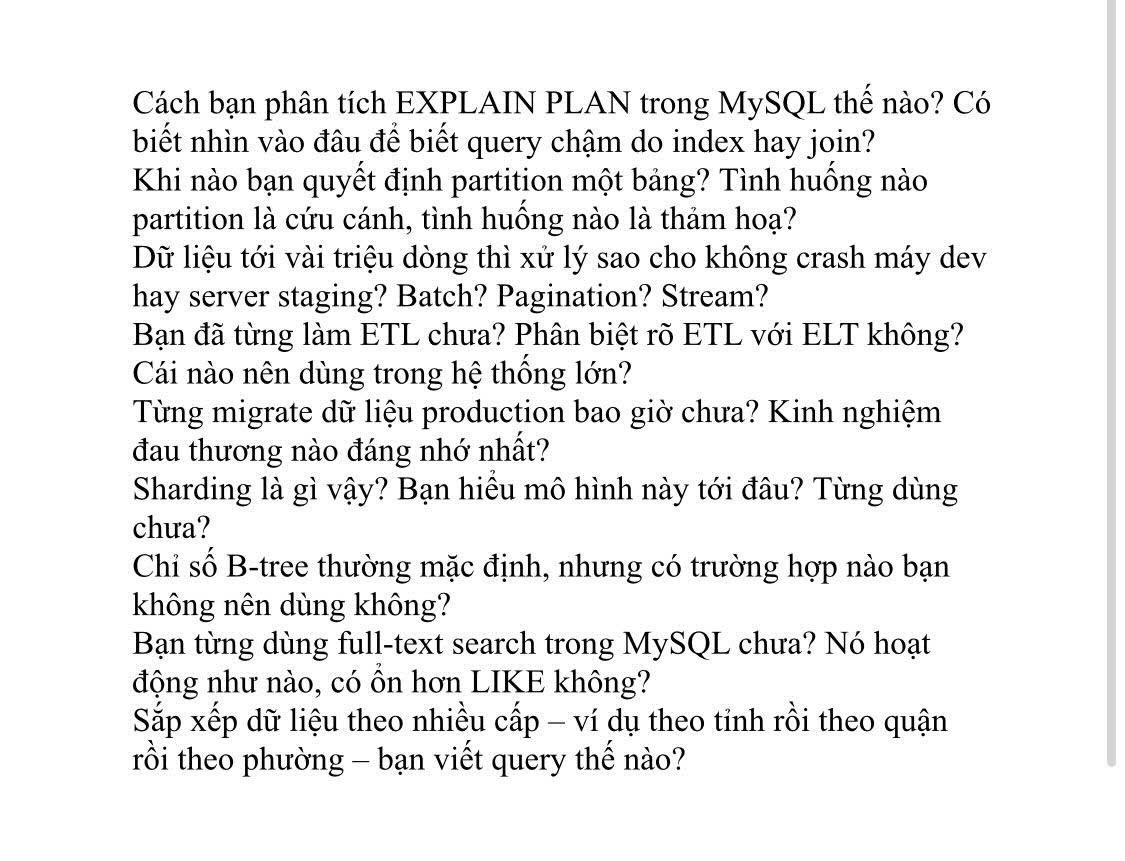 Cách bạn phân tích EXPLAIN PLAN trong MySQL thế nào? Có
biết nhìn vào đâu để biết query chậm do index hay join?
Khi nào bạn quyết định partition một bảng? Tình huống nào
partition là cứu cánh, tình huống nào là thảm hoạ?
Dữ liệu tới vài triệu dòng thì xử lý sao cho không crash máy dev
hay server staging? Batch? Pagination? Stream?
Bạn đã từng làm ETL chưa? Phân biệt rõ ETL với ELT không?
Cái nào nên dùng trong hệ thống lớn?
Từng migrate dữ liệu production bao giờ chưa? Kinh nghiệm
đau thương nào đáng nhớ nhất?
Sharding là gì vậy? Bạn hiểu mô hình này tới đâu? Từng dùng
chưa?
Chỉ số B-tree thường mặc định, nhưng có trường hợp nào bạn
không nên dùng không?
Bạn từng dùng full-text search trong MySQL chưa? Nó hoạt
động như nào, có ổn hơn LIKE không?
Sắp xếp dữ liệu theo nhiều cấp – ví dụ theo tỉnh rồi theo quận
rồi theo phường – bạn viết query thế nào?